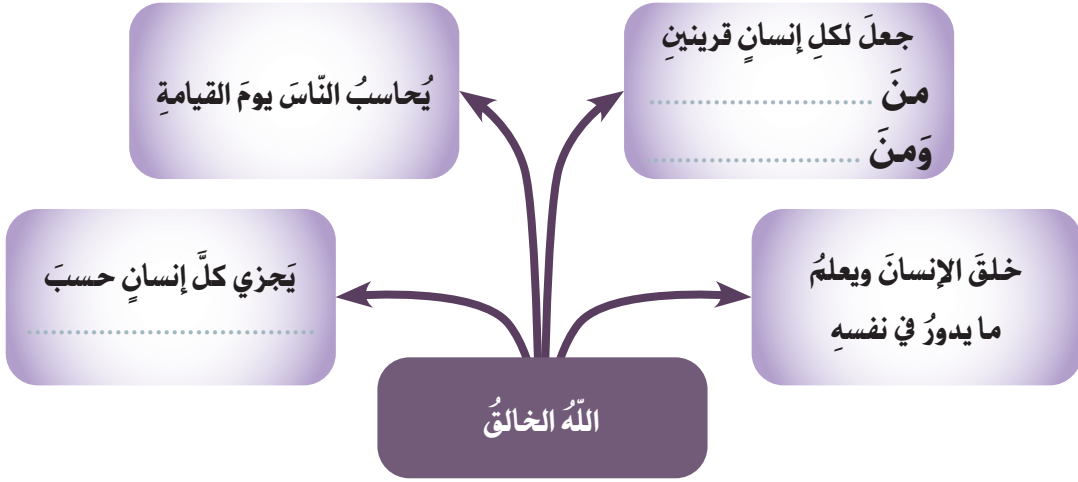 جعلَ لكلِ إنسانٍ قرينينِ
منَ ........................
وَمنَ ........................
يُحاسبُ النّاسَ يومَ القيامةِ
خلقَ الإنسانَ ويعلمُ
ما يدورُ في نفسهِ
يَجزي كلَّ إنسانٍ حسبَ
................................
اللّهُ الخالقُ